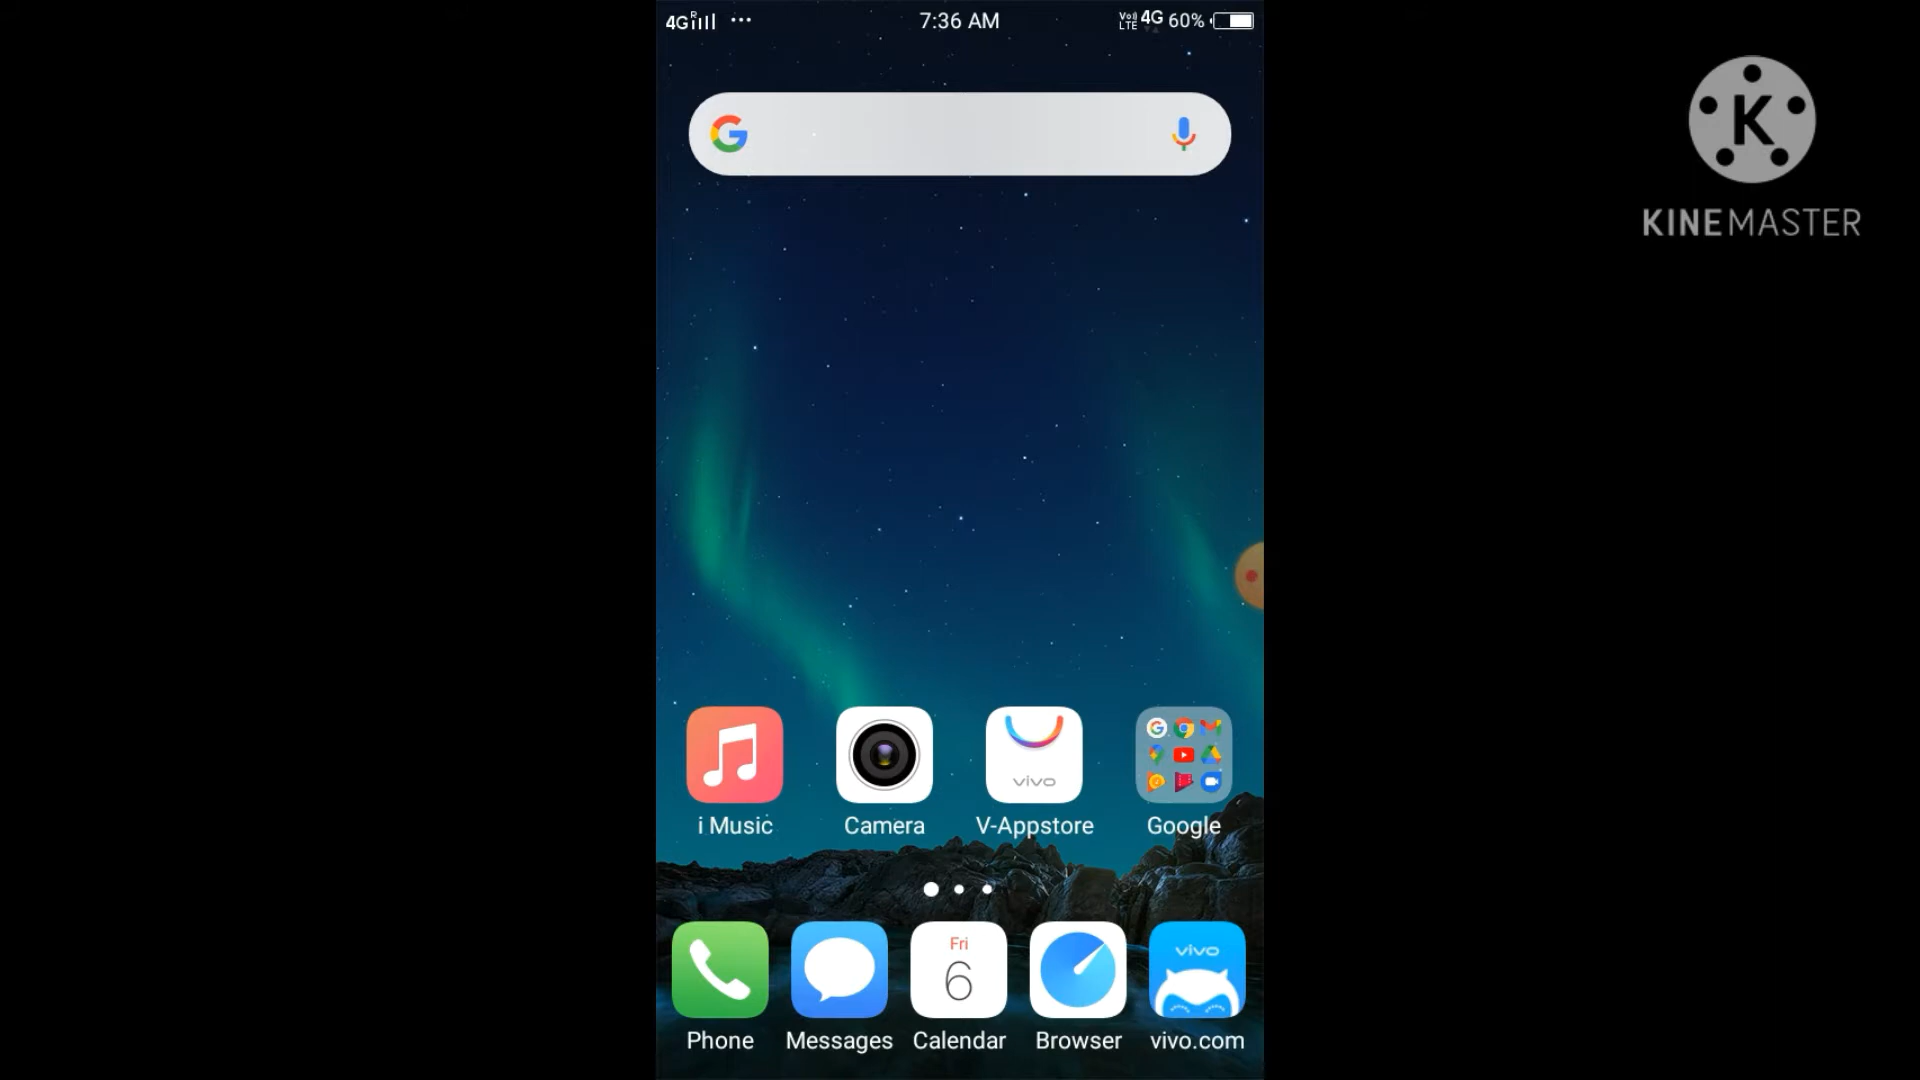 4G R ... 7:36 AM VoLTE 4G 60%
KINEMASTER
vivo
i Music Camera V-Appstore Google
Fri
6
vivo
Phone Messages Calendar Browser vivo.com